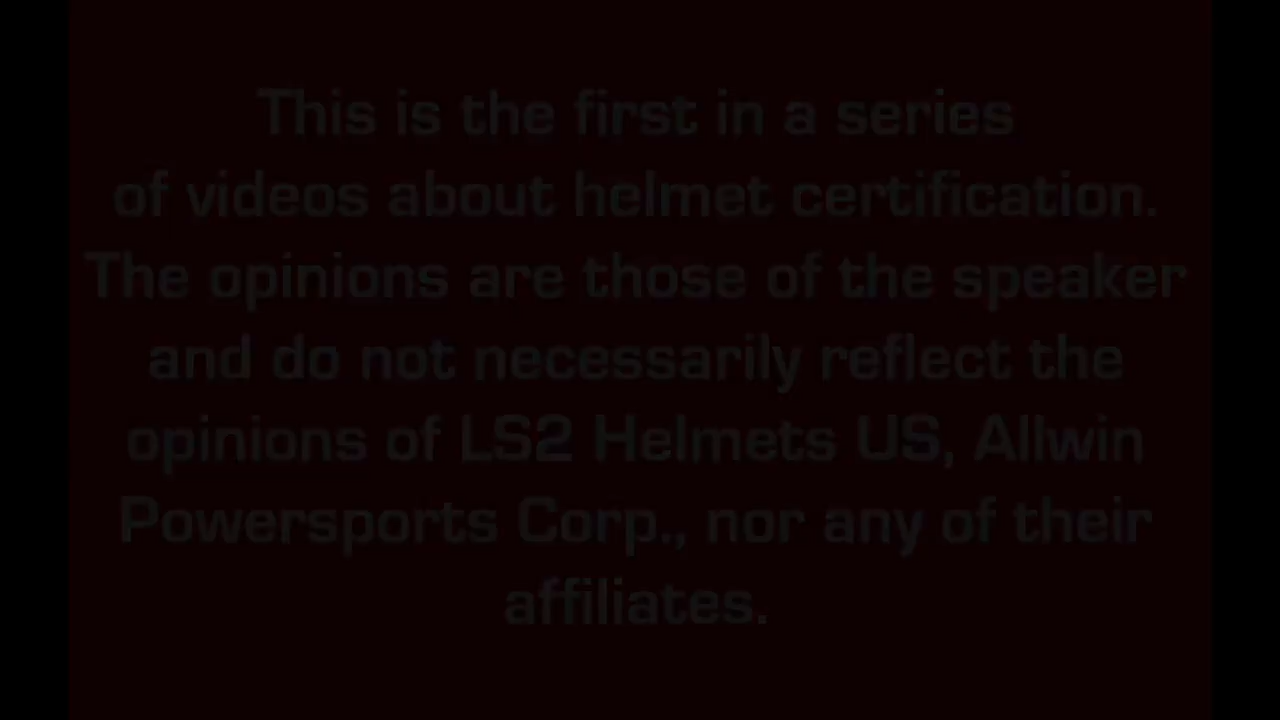 This is the first in a series
of videos about helmet certification.
The opinions are those of the speaker
and do not necessarily reflect the
opinions of LS2 Helmets US, Allwin
Powersports Corp., nor any of their
affiliates.